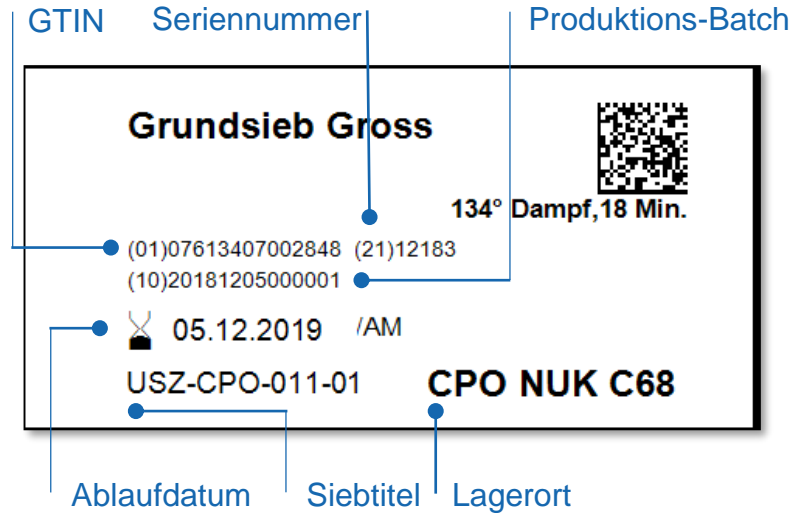 GTIN Seriennummer Produktions-Batch
Grundsieb Gross
134° Dampf,18 Min.
(01)07613407002848 (21)12183
(10)20181205000001
05.12.2019 /AM
USZ-CPO-011-01 CPO NUK C68
Ablaufdatum Siebtitel Lagerort